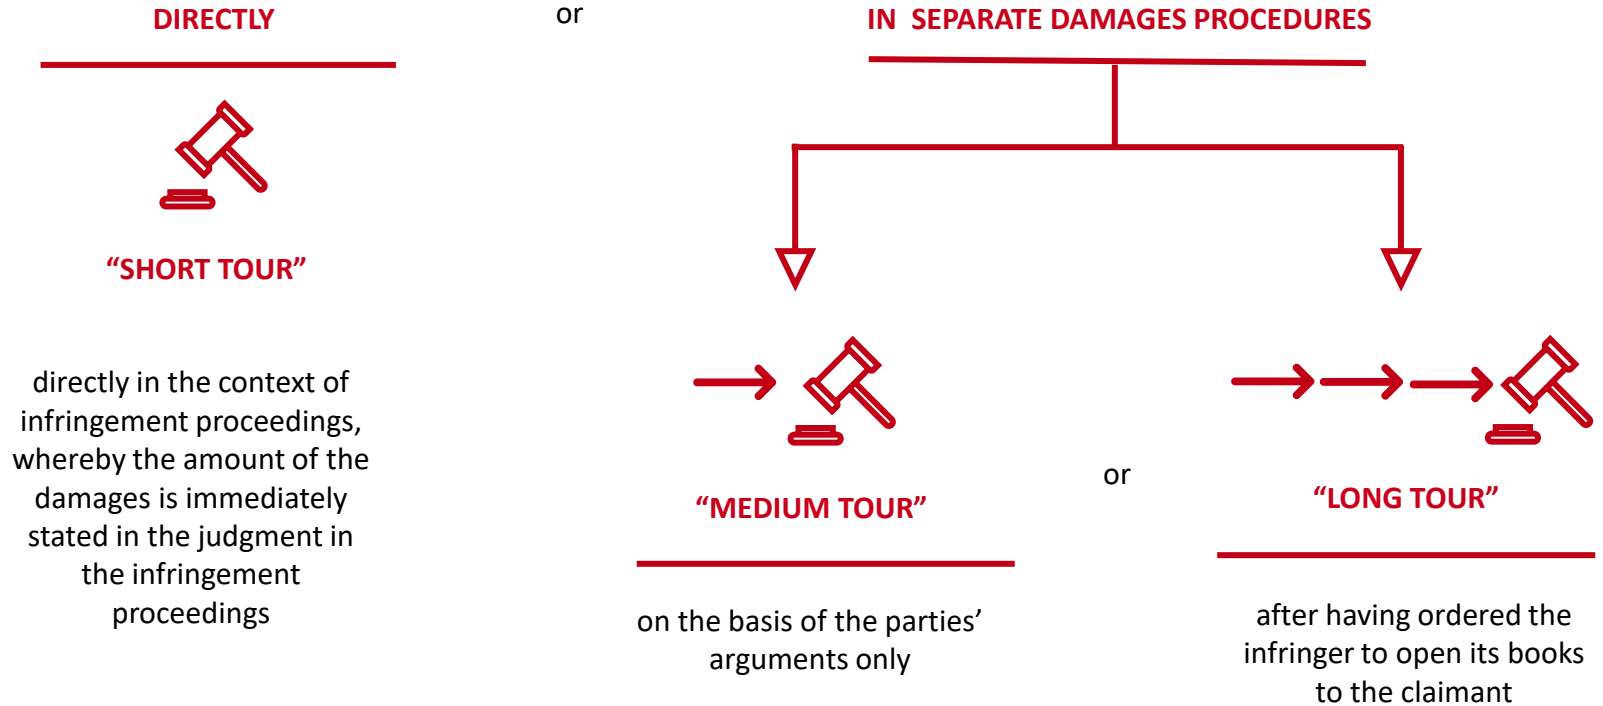 DIRECTLY
or
IN SEPARATE DAMAGES PROCEDURES
“SHORT TOUR”
directly in the context of
infringement proceedings,
whereby the amount of the
damages is immediately
stated in the judgment in
the infringement
proceedings
“MEDIUM TOUR”
on the basis of the parties’
arguments only
or
“LONG TOUR”
after having ordered the
infringer to open its books
to the claimant